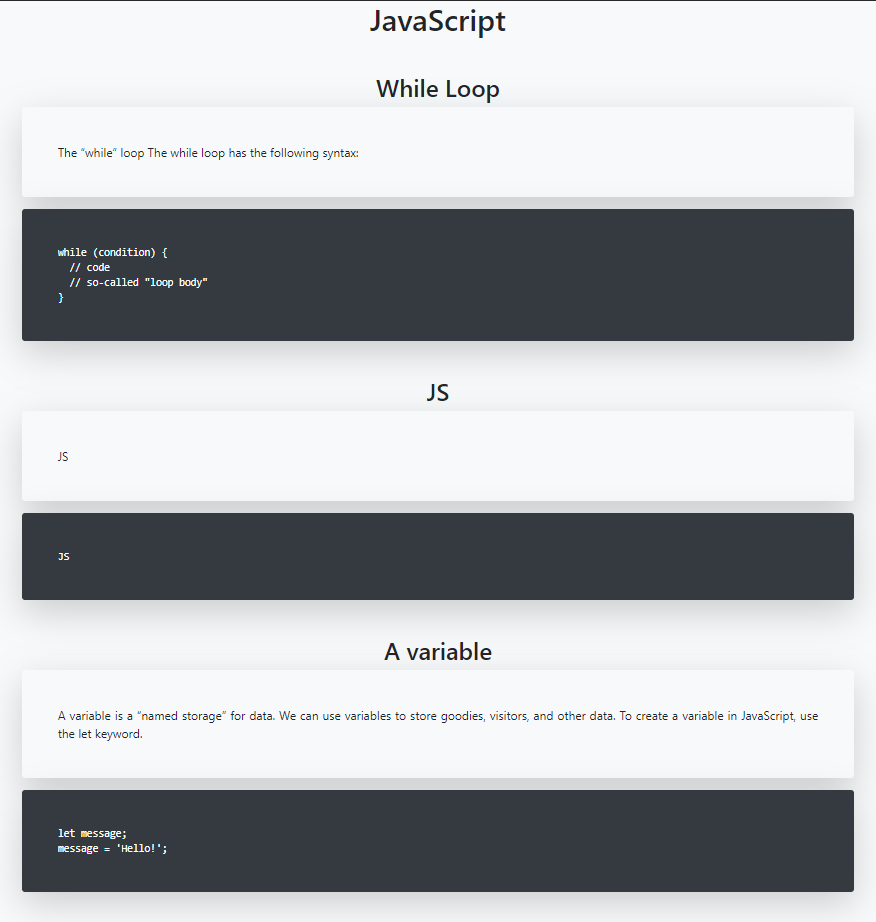 JavaScript
While Loop
The “while” loop The while loop has the following syntax:
while (condition) {
  // code
  // so-called "loop body"
}
JS
JS
JS
A variable
A variable is a “named storage” for data. We can use variables to store goodies, visitors, and other data. To create a variable in JavaScript, use
the let keyword.
let message;
message = 'Hello!';